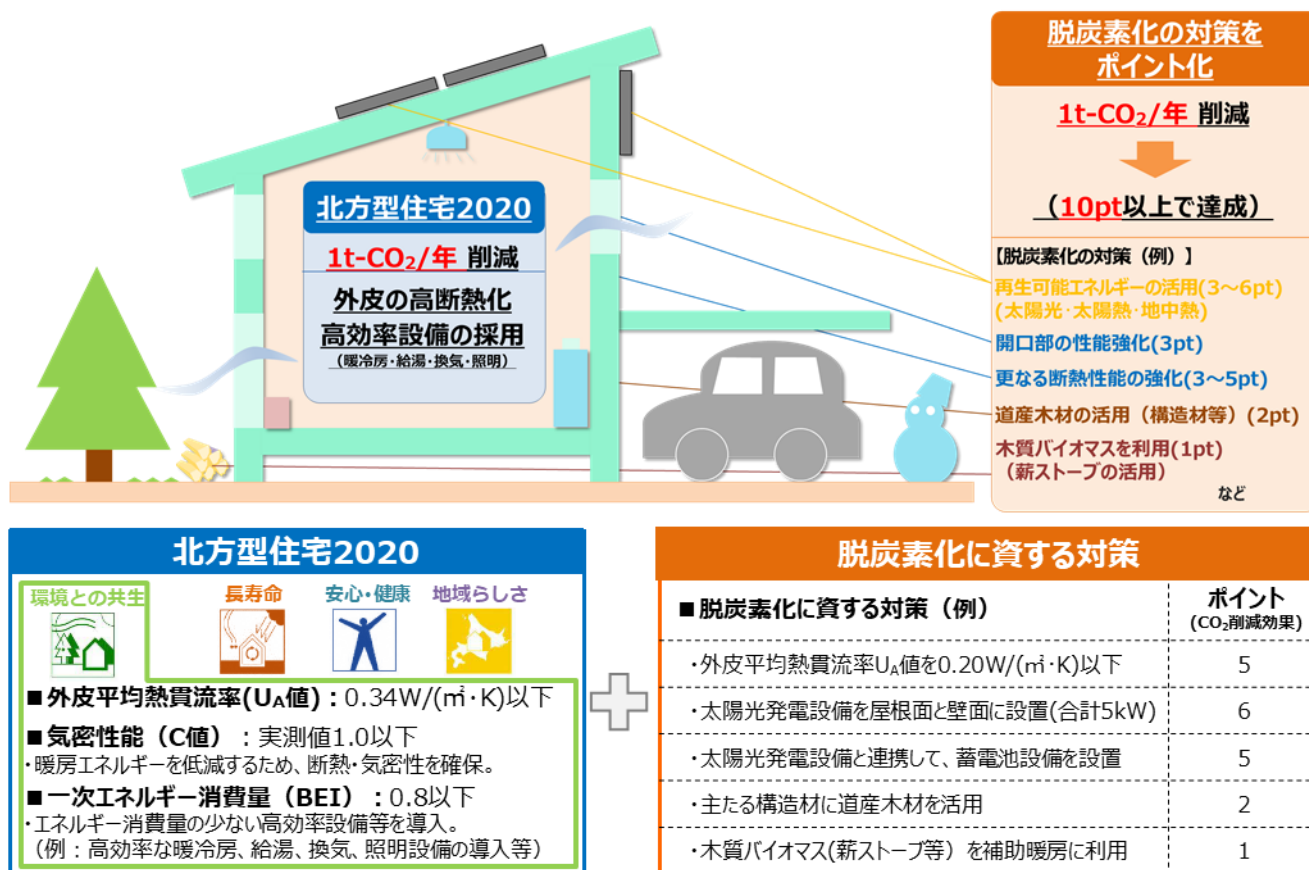 脱炭素化の対策を
ポイント化
1t-CO₂/年 削減
(10pt以上で達成)
【脱炭素化の対策（例）】
再生可能エネルギーの活用(3～6pt)
(太陽光･太陽熱･地中熱)
開口部の性能強化(3pt)
更なる断熱性能の強化(3～5pt)
道産木材の活用（構造材等）(2pt)
木質バイオマスを利用(1pt)
（薪ストーブの活用）
など
北方型住宅2020
1t-CO₂/年 削減
外皮の高断熱化
高効率設備の採用
（暖冷房･給湯･換気･照明）
北方型住宅2020
環境との共生
長寿命
安心･健康
地域らしさ
■外皮平均熱貫流率(UA値)：0.34W/(㎡･K)以下
■気密性能（C値）：実測値1.0以下
･暖房エネルギーを低減するため、断熱･気密性を確保。
■一次エネルギー消費量（BEI）：0.8以下
･エネルギー消費量の少ない高効率設備等を導入。
（例：高効率な暖冷房、給湯、換気、照明設備の導入等）
脱炭素化に資する対策
■脱炭素化に資する対策（例） ポイント
(CO₂削減効果)
･外皮平均熱貫流率UA値を0.20W/(㎡･K)以下 5
･太陽光発電設備を屋根面と壁面に設置(合計5kW) 6
･太陽光発電設備と連携して、蓄電池設備を設置 5
･主たる構造材に道産木材を活用 2
･木質バイオマス(薪ストーブ等）を補助暖房に利用 1